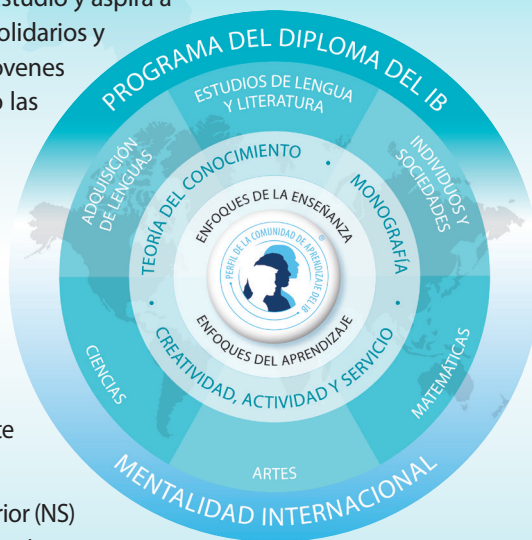 studio y aspira a
olidarios y
óvenes
o las
PROGRAMA DEL DIPLOMA DEL IB
ESTUDIOS DE LENGUA
Y LITERATURA
ADQUISICIÓN
DE LENGUAS
INDIVIDUOS Y
SOCIEDADES
TEORÍA DEL CONOCIMIENTO
•
MONOGRAFÍA
•
ENFOQUES DE LA ENSEÑANZA
• PERFIL DE LA COMUNIDAD DE APRENDIZAJE DEL IB •
®
ENFOQUES DEL APRENDIZAJE
CREATIVIDAD, ACTIVIDAD Y SERVICIO
•
CIENCIAS
MATEMÁTICAS
te
ARTES
MENTALIDAD INTERNACIONAL
rior (NS)